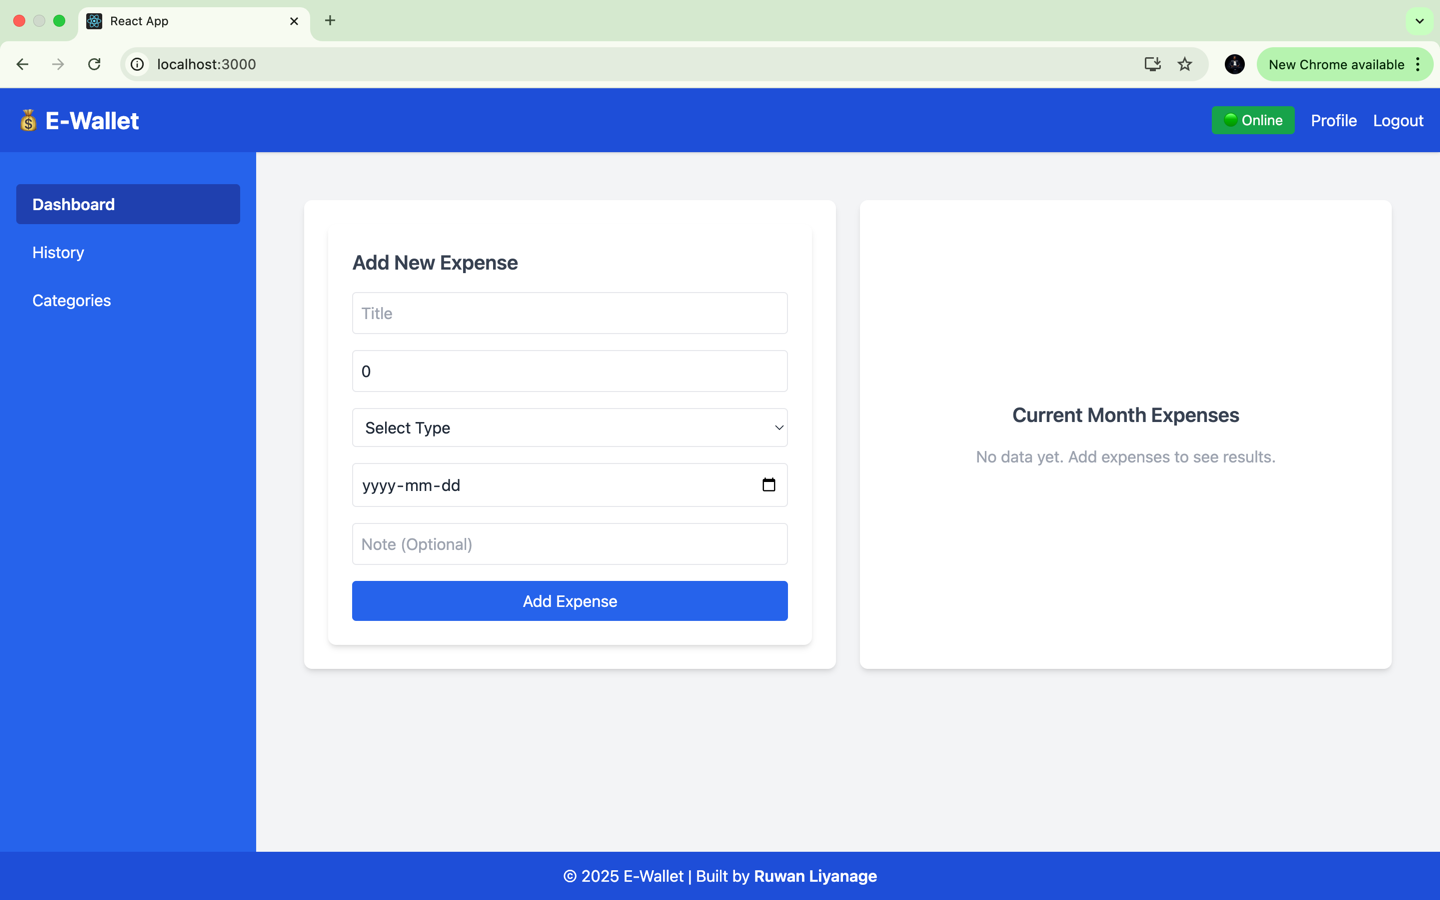 React App
localhost:3000
New Chrome available
E-Wallet
Online
Profile
Logout
Dashboard
History
Categories
Add New Expense
Title
0
Select Type
yyyy-mm-dd
Note (Optional)
Add Expense
Current Month Expenses
No data yet. Add expenses to see results.
© 2025 E-Wallet | Built by Ruwan Liyanage